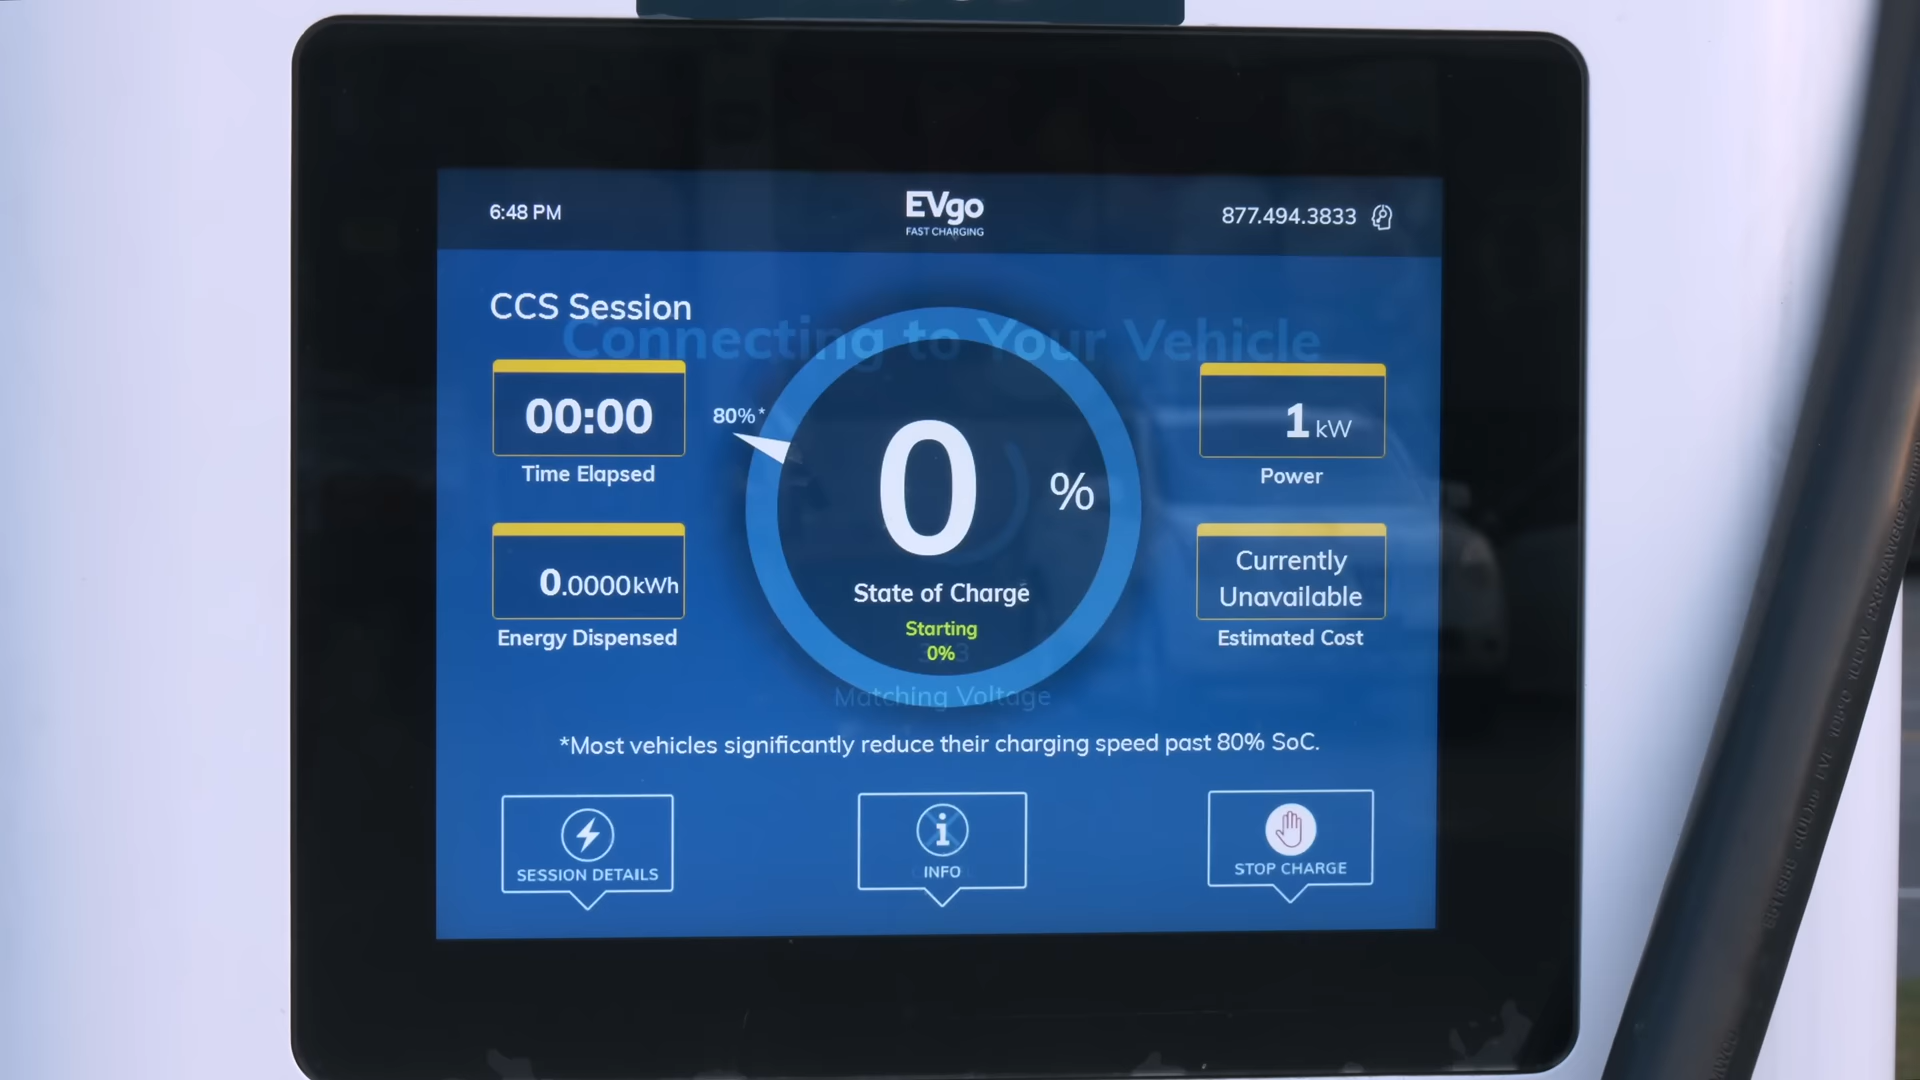 6:48 PM
EVgo
FAST CHARGING
877.494.3833
CCS Session
Connecting to Your Vehicle
00:00
Time Elapsed
80%*
0 %
1 kW
Power
State of Charge
Starting
0%
0.0000kWh
Energy Dispensed
Currently
Unavailable
Estimated Cost
Matching Voltage
*Most vehicles significantly reduce their charging speed past 80% SoC.
SESSION DETAILS
INFO
STOP CHARGE